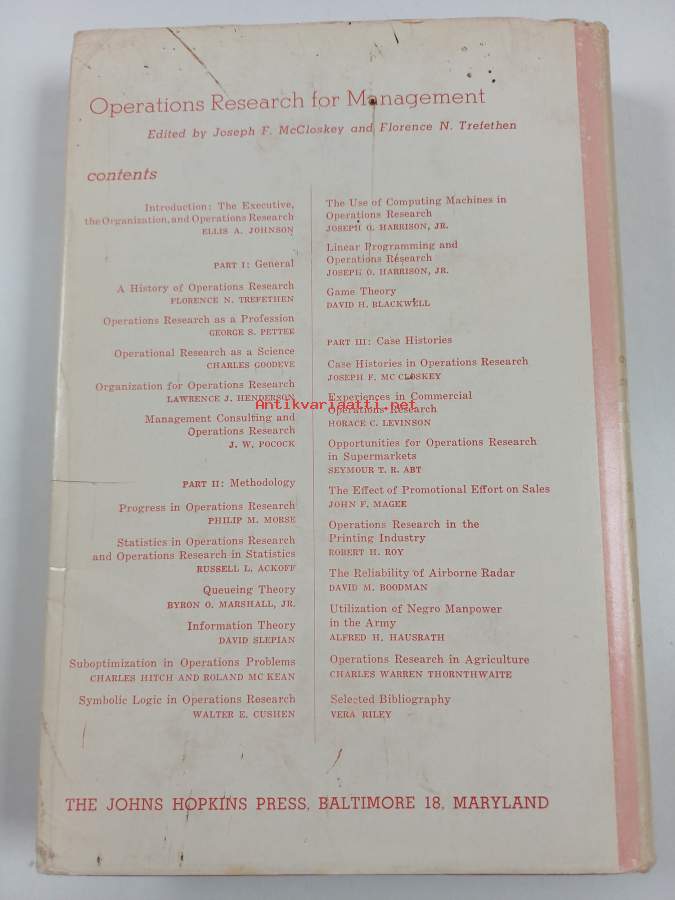 Operations Research for Management
Edited by Joseph F. McCloskey and Florence N. Trefethen
contents
Introduction: The Executive,
the Organization, and Operations Research
ELLIS A. JOHNSON
PART I: General
A History of Operations Research
FLORENCE N. TREFETHEN
Operations Research as a Profession
GEORGE S. PETTEE
Operational Research as a Science
CHARLES GOODEVE
Organization for Operations Research
LAWRENCE J. HENDERSON
Management Consulting and
Operations Research
J. W. POCOCK
PART II: Methodology
Progress in Operations Research
PHILIP M. MORSE
Statistics in Operations Research
and Operations Research in Statistics
RUSSELL L. ACKOFF
Queueing Theory
BYRON O. MARSHALL, JR.
Information Theory
DAVID SLEPIAN
Suboptimization in Operations Problems
CHARLES HITCH AND ROLAND MC KEAN
Symbolic Logic in Operations Research
WALTER E. CUSHEN
The Use of Computing Machines in
Operations Research
JOSEPH O. HARRISON, JR.
Linear Programming and
Operations Research
JOSEPH O. HARRISON, JR.
Game Theory
DAVID H. BLACKWELL
PART III: Case Histories
Case Histories in Operations Research
JOSEPH F. MC CLOSKEY
Experiences in Commercial
Operations Research
HORACE C. LEVINSON
Opportunities for Operations Research
in Supermarkets
SEYMOUR T. R. ABT
The Effect of Promotional Effort on Sales
JOHN F. MAGEE
Operations Research in the
Printing Industry
ROBERT H. ROY
The Reliability of Airborne Radar
DAVID M. BOODMAN
Utilization of Negro Manpower
in the Army
ALFRED H. HAUSRATH
Operations Research in Agriculture
CHARLES WARREN THORNTHWAITE
Selected Bibliography
VERA RILEY
THE JOHNS HOPKINS PRESS, BALTIMORE 18, MARYLAND
Antikvariaatti.net